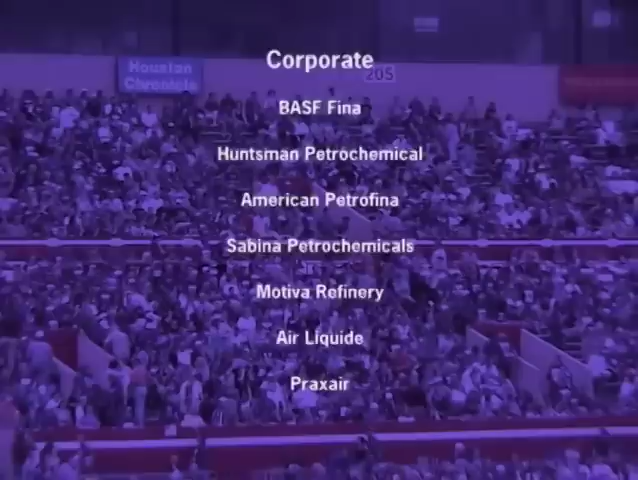 Corporate
Houston
Chronicle
205
BASF Fina
Huntsman Petrochemical
American Petrofina
Sabina Petrochemicals
Motiva Refinery
Air Liquide
Praxair